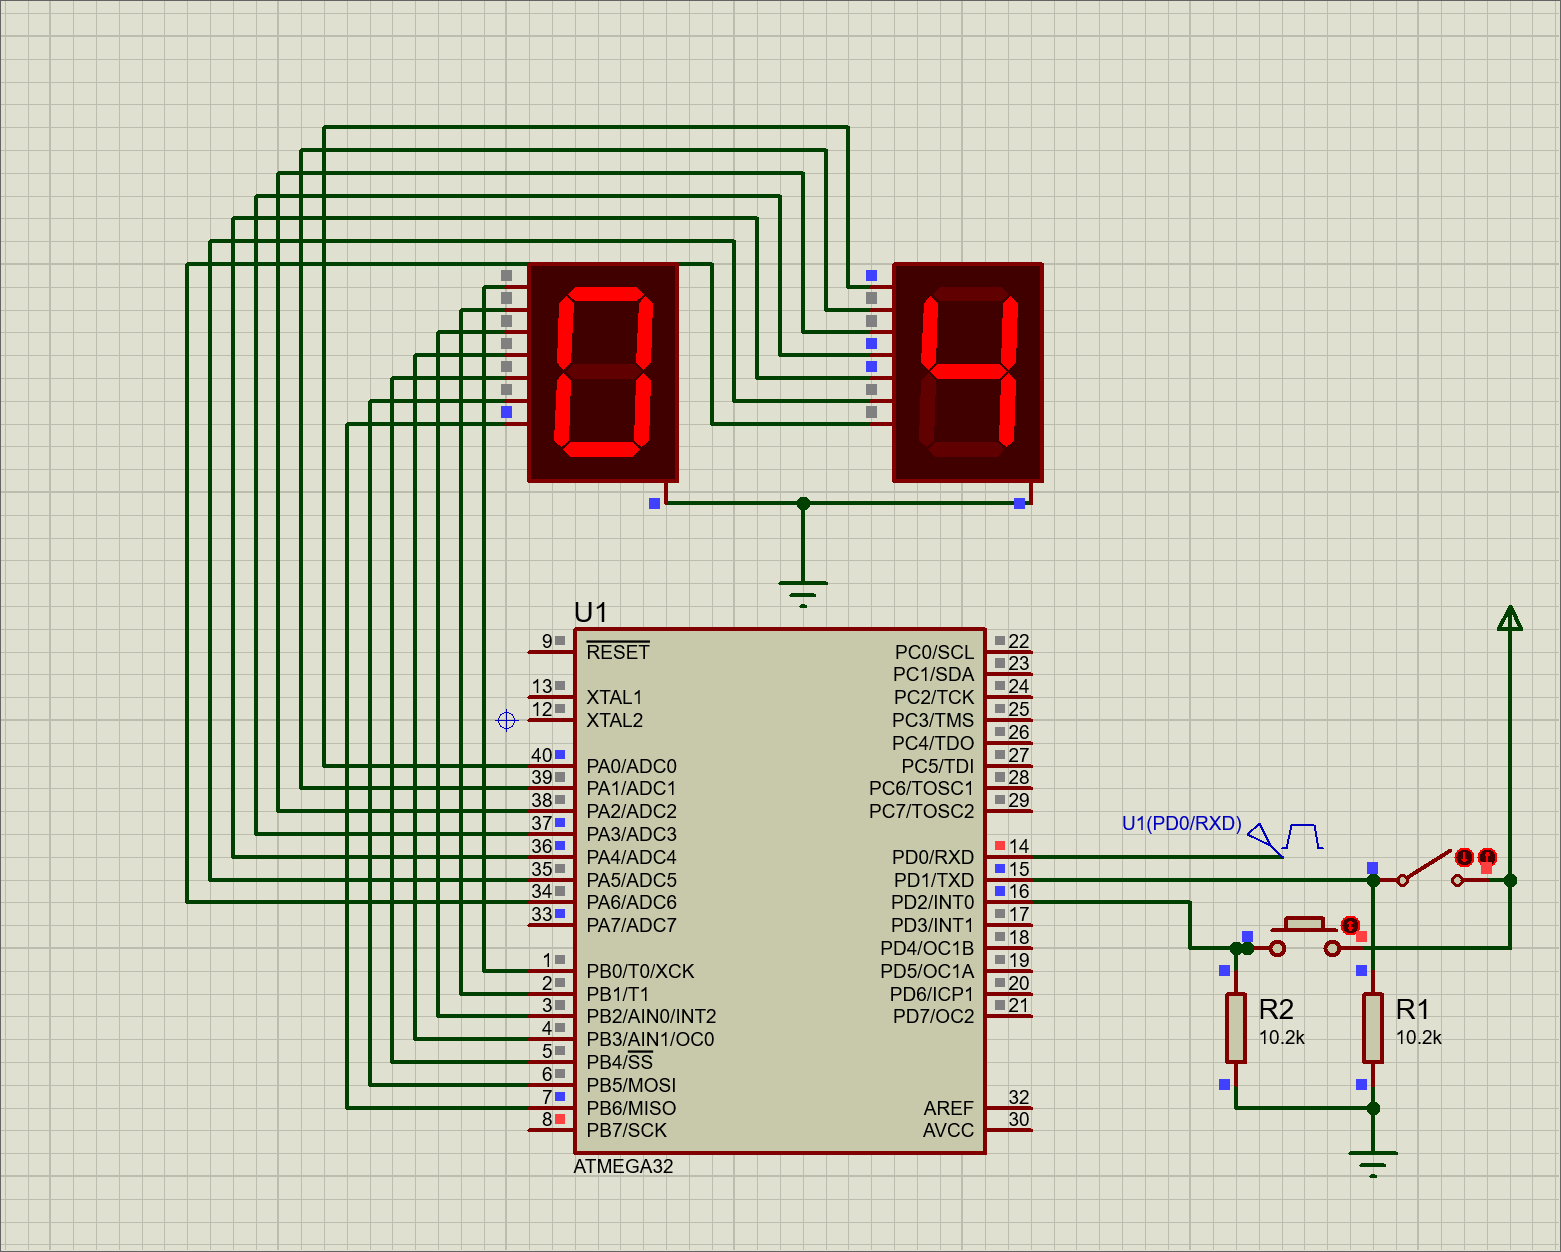 U1
9 RESET
13 XTAL1
12 XTAL2
40 PA0/ADC0
39 PA1/ADC1
38 PA2/ADC2
37 PA3/ADC3
36 PA4/ADC4
35 PA5/ADC5
34 PA6/ADC6
33 PA7/ADC7
1 PB0/T0/XCK
2 PB1/T1
3 PB2/AIN0/INT2
4 PB3/AIN1/OC0
5 PB4/SS
6 PB5/MOSI
7 PB6/MISO
8 PB7/SCK
PC0/SCL 22
PC1/SDA 23
PC2/TCK 24
PC3/TMS 25
PC4/TDO 26
PC5/TDI 27
PC6/TOSC1 28
PC7/TOSC2 29
PD0/RXD 14
PD1/TXD 15
PD2/INT0 16
PD3/INT1 17
PD4/OC1B 18
PD5/OC1A 19
PD6/ICP1 20
PD7/OC2 21
AREF 32
AVCC 30
ATMEGA32
U1(PD0/RXD)
R2
10.2k
R1
10.2k
04